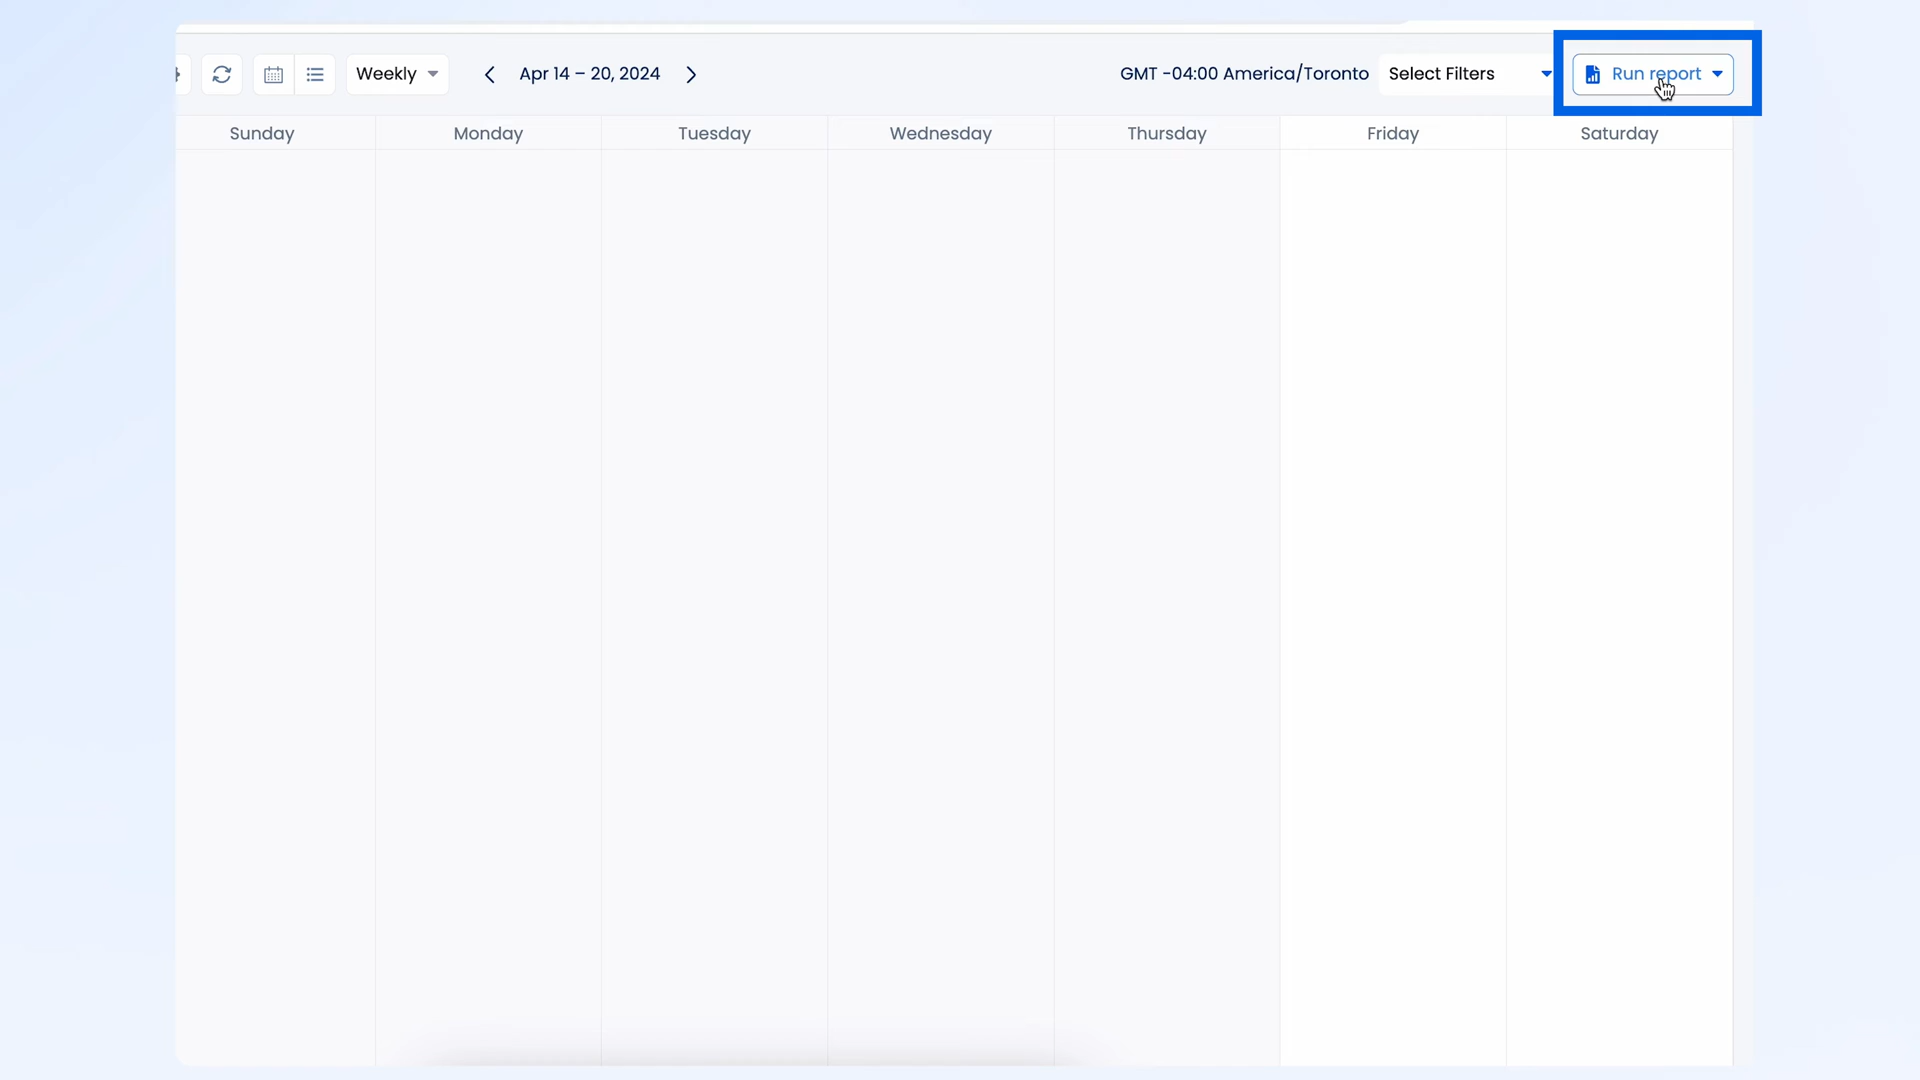 Weekly
Apr 14 – 20, 2024
GMT -04:00 America/Toronto
Select Filters
Run report
Sunday
Monday
Tuesday
Wednesday
Thursday
Friday
Saturday